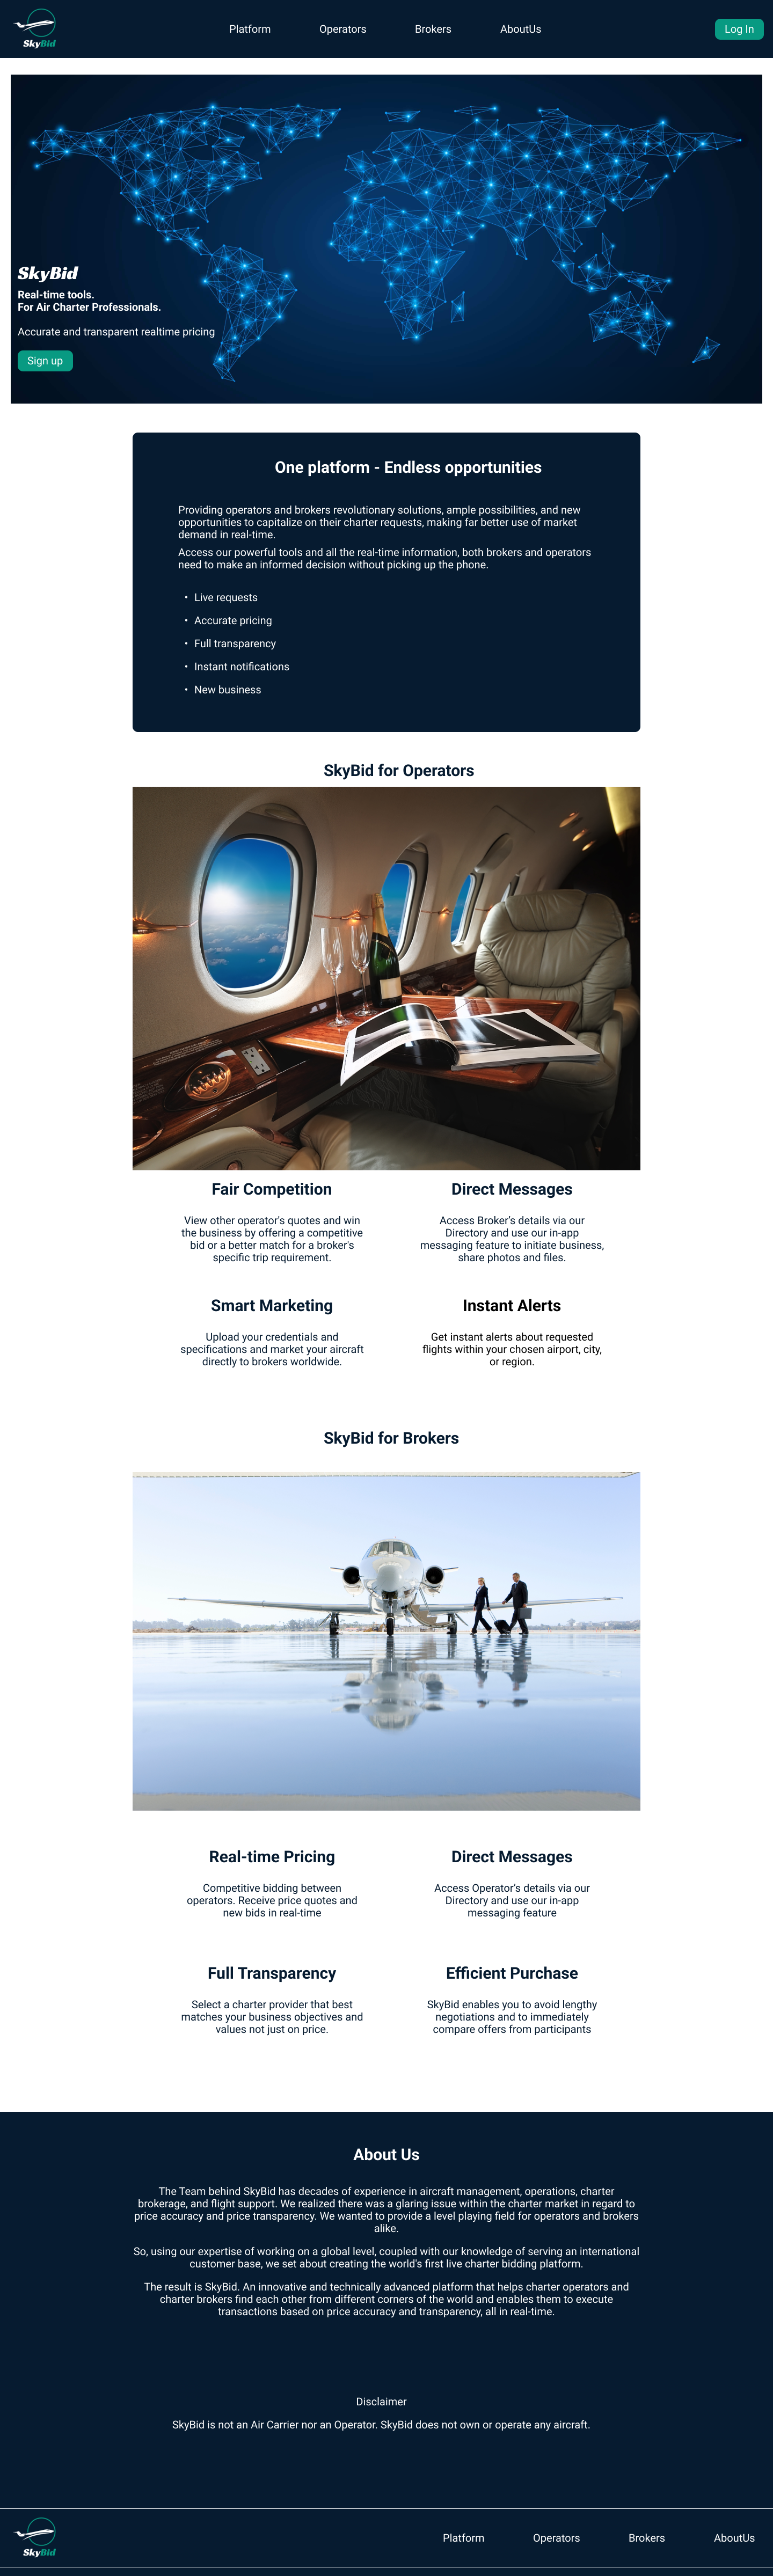 SkyBid
Platform
Operators
Brokers
AboutUs
Log In
SkyBid
Real-time tools.
For Air Charter Professionals.
Accurate and transparent realtime pricing
Sign up
One platform - Endless opportunities
Providing operators and brokers revolutionary solutions, ample possibilities, and new
opportunities to capitalize on their charter requests, making far better use of market
demand in real-time.
Access our powerful tools and all the real-time information, both brokers and operators
need to make an informed decision without picking up the phone.
• Live requests
• Accurate pricing
• Full transparency
• Instant notifications
• New business
SkyBid for Operators
Fair Competition
View other operator's quotes and win
the business by offering a competitive
bid or a better match for a broker's
specific trip requirement.
Direct Messages
Access Broker's details via our
Directory and use our in-app
messaging feature to initiate business,
share photos and files.
Smart Marketing
Upload your credentials and
specifications and market your aircraft
directly to brokers worldwide.
Instant Alerts
Get instant alerts about requested
flights within your chosen airport, city,
or region.
SkyBid for Brokers
Real-time Pricing
Competitive bidding between
operators. Receive price quotes and
new bids in real-time
Direct Messages
Access Operator's details via our
Directory and use our in-app
messaging feature
Full Transparency
Select a charter provider that best
matches your business objectives and
values not just on price.
Efficient Purchase
SkyBid enables you to avoid lengthy
negotiations and to immediately
compare offers from participants
About Us
The Team behind SkyBid has decades of experience in aircraft management, operations, charter
brokerage, and flight support. We realized there was a glaring issue within the charter market in regard to
price accuracy and price transparency. We wanted to provide a level playing field for operators and brokers
alike.
So, using our expertise of working on a global level, coupled with our knowledge of serving an international
customer base, we set about creating the world's first live charter bidding platform.
The result is SkyBid. An innovative and technically advanced platform that helps charter operators and
charter brokers find each other from different corners of the world and enables them to execute
transactions based on price accuracy and transparency, all in real-time.
Disclaimer
SkyBid is not an Air Carrier nor an Operator. SkyBid does not own or operate any aircraft.
SkyBid
Platform
Operators
Brokers
AboutUs